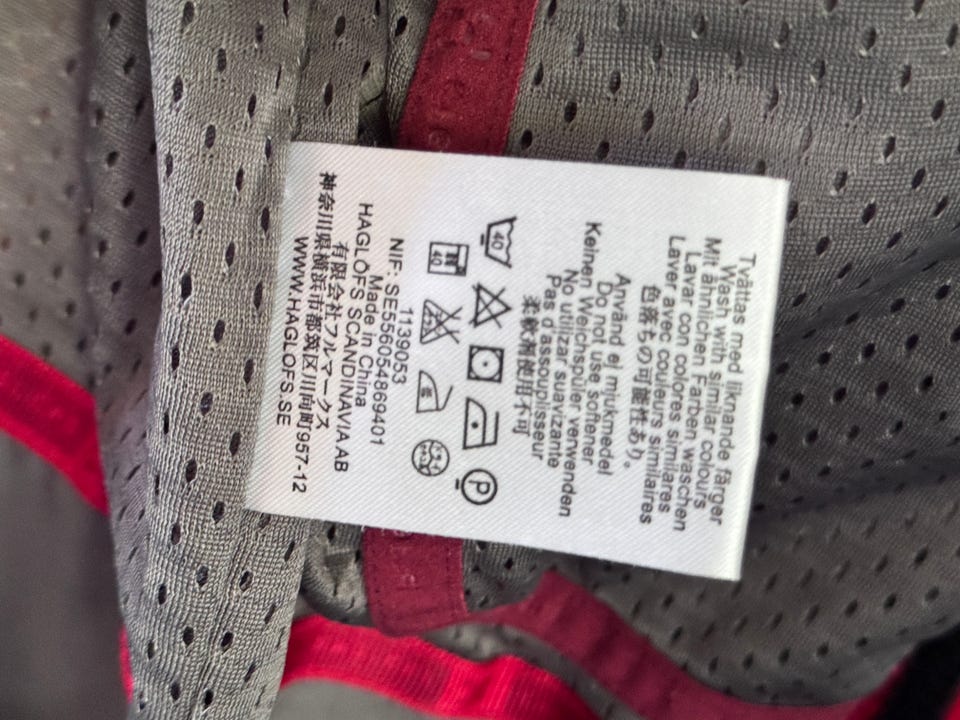 Tvättas med liknande färger
Wash with similar colours
Mit ähnlichen Farben waschen
Lavar con colores similares
Laver avec couleurs similaires
色落ちの可能性あり。
Använd ej mjukmedel
Do not use softener
Keinen Weichspüler verwenden
No utilizar suavizante
Pas d'assouplisseur
柔軟剤使用不可
40 P
40
NIF: SE556054869401
1139053
Made in China
HAGLÖFS SCANDINAVIA AB
有限会社フルマークス
神奈川県横浜市都筑区川向町957-12
WWW.HAGLOFS.SE